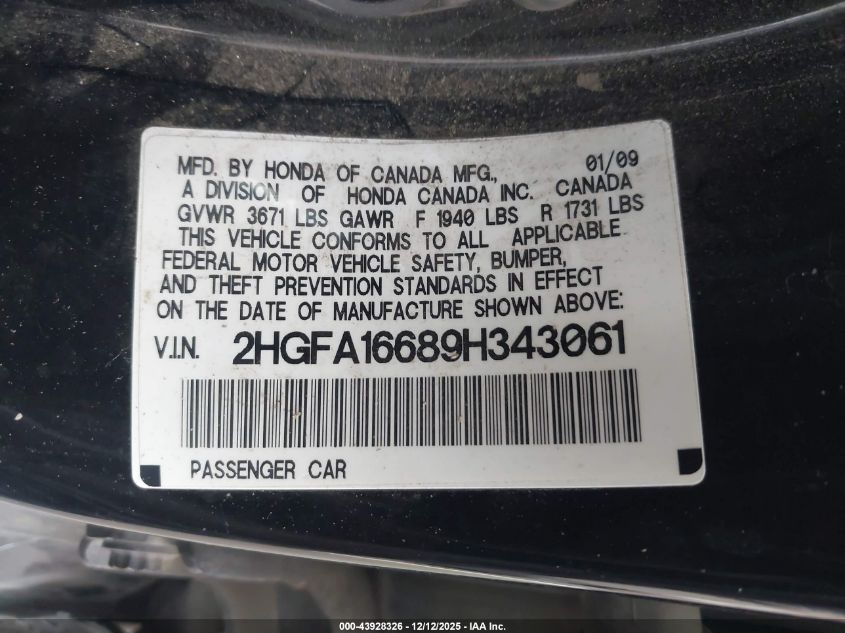 MFD. BY HONDA OF CANADA MFG., 01/09
A DIVISION OF HONDA CANADA INC. CANADA
GVWR 3671 LBS GAWR F 1940 LBS R 1731 LBS
THIS VEHICLE CONFORMS TO ALL APPLICABLE
FEDERAL MOTOR VEHICLE SAFETY, BUMPER,
AND THEFT PREVENTION STANDARDS IN EFFECT
ON THE DATE OF MANUFACTURE SHOWN ABOVE:
V.I.N. 2HGFA16689H343061
PASSENGER CAR
000-43928326 - 12/12/2025 - IAA Inc.